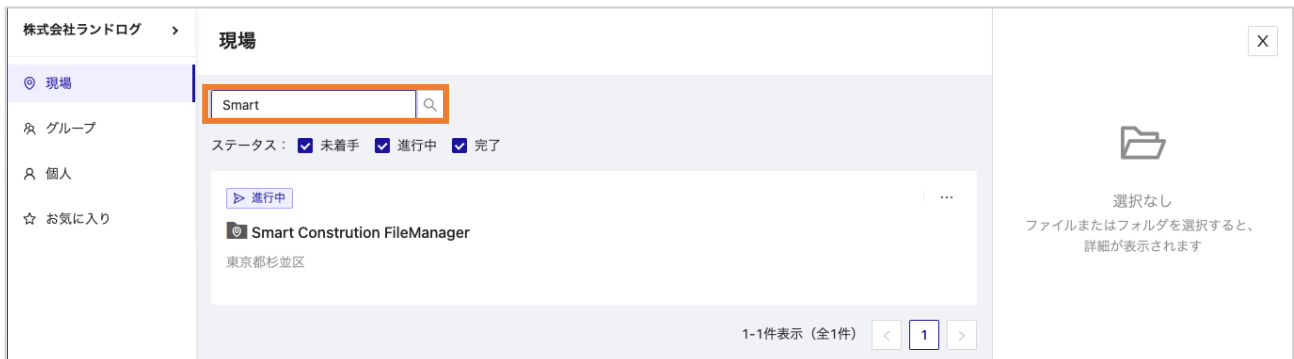 株式会社ランドログ
現場
グループ
個人
お気に入り
現場
Smart
ステータス： 未着手 進行中 完了
進行中
Smart Constrution FileManager
東京都杉並区
1-1件表示（全1件） < 1 >
X
選択なし
ファイルまたはフォルダを選択すると、
詳細が表示されます